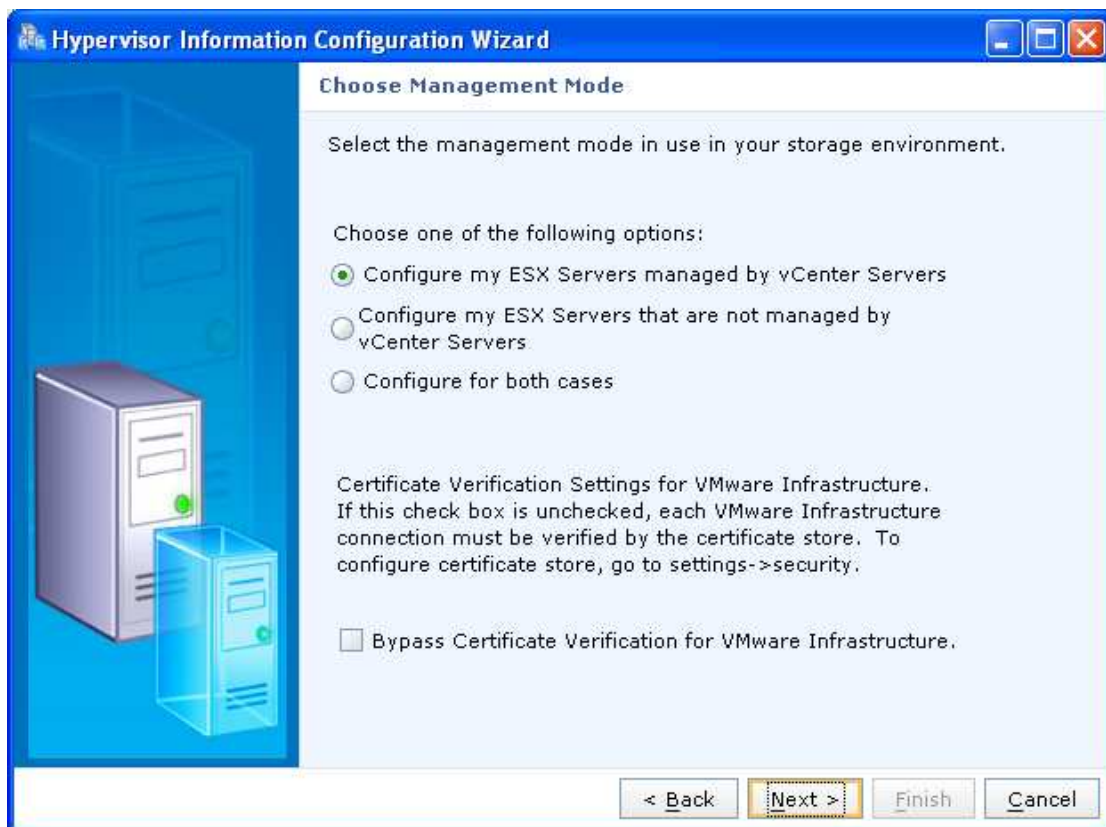 Hypervisor Information Configuration Wizard
Choose Management Mode
Select the management mode in use in your storage environment.
Choose one of the following options:
Configure my ESX Servers managed by vCenter Servers
Configure my ESX Servers that are not managed by
vCenter Servers
Configure for both cases
Certificate Verification Settings for VMware Infrastructure.
If this check box is unchecked, each VMware Infrastructure
connection must be verified by the certificate store. To
configure certificate store, go to settings->security.
Bypass Certificate Verification for VMware Infrastructure.
< Back
Next >
Finish
Cancel